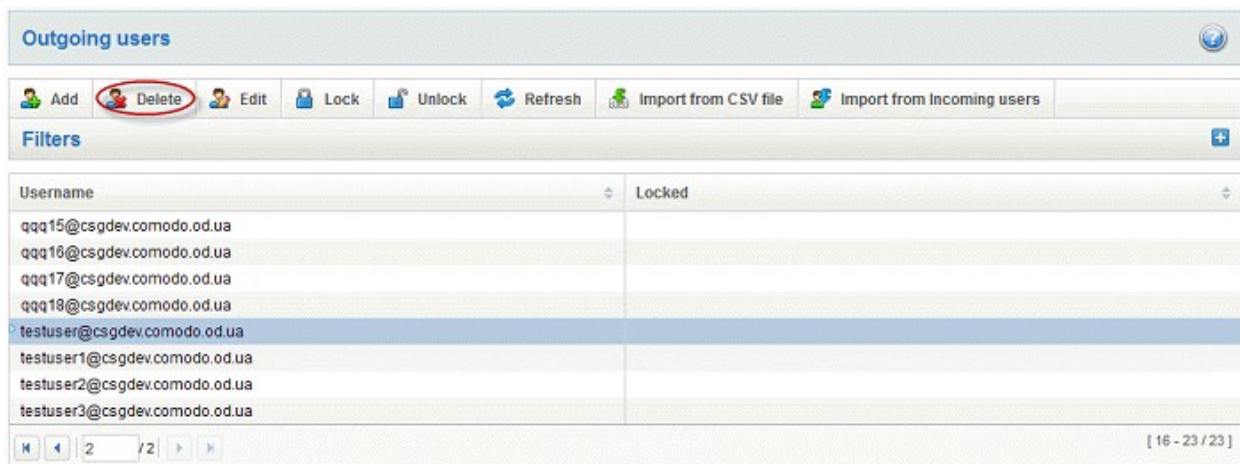 Outgoing users
Add Delete Edit Lock Unlock Refresh Import from CSV file Import from Incoming users
Filters
Username Locked
qqq15@csgdev.comodo.od.ua
qqq16@csgdev.comodo.od.ua
qqq17@csgdev.comodo.od.ua
qqq18@csgdev.comodo.od.ua
testuser@csgdev.comodo.od.ua
testuser1@csgdev.comodo.od.ua
testuser2@csgdev.comodo.od.ua
testuser3@csgdev.comodo.od.ua
2 / 2 [ 16 - 23 / 23 ]